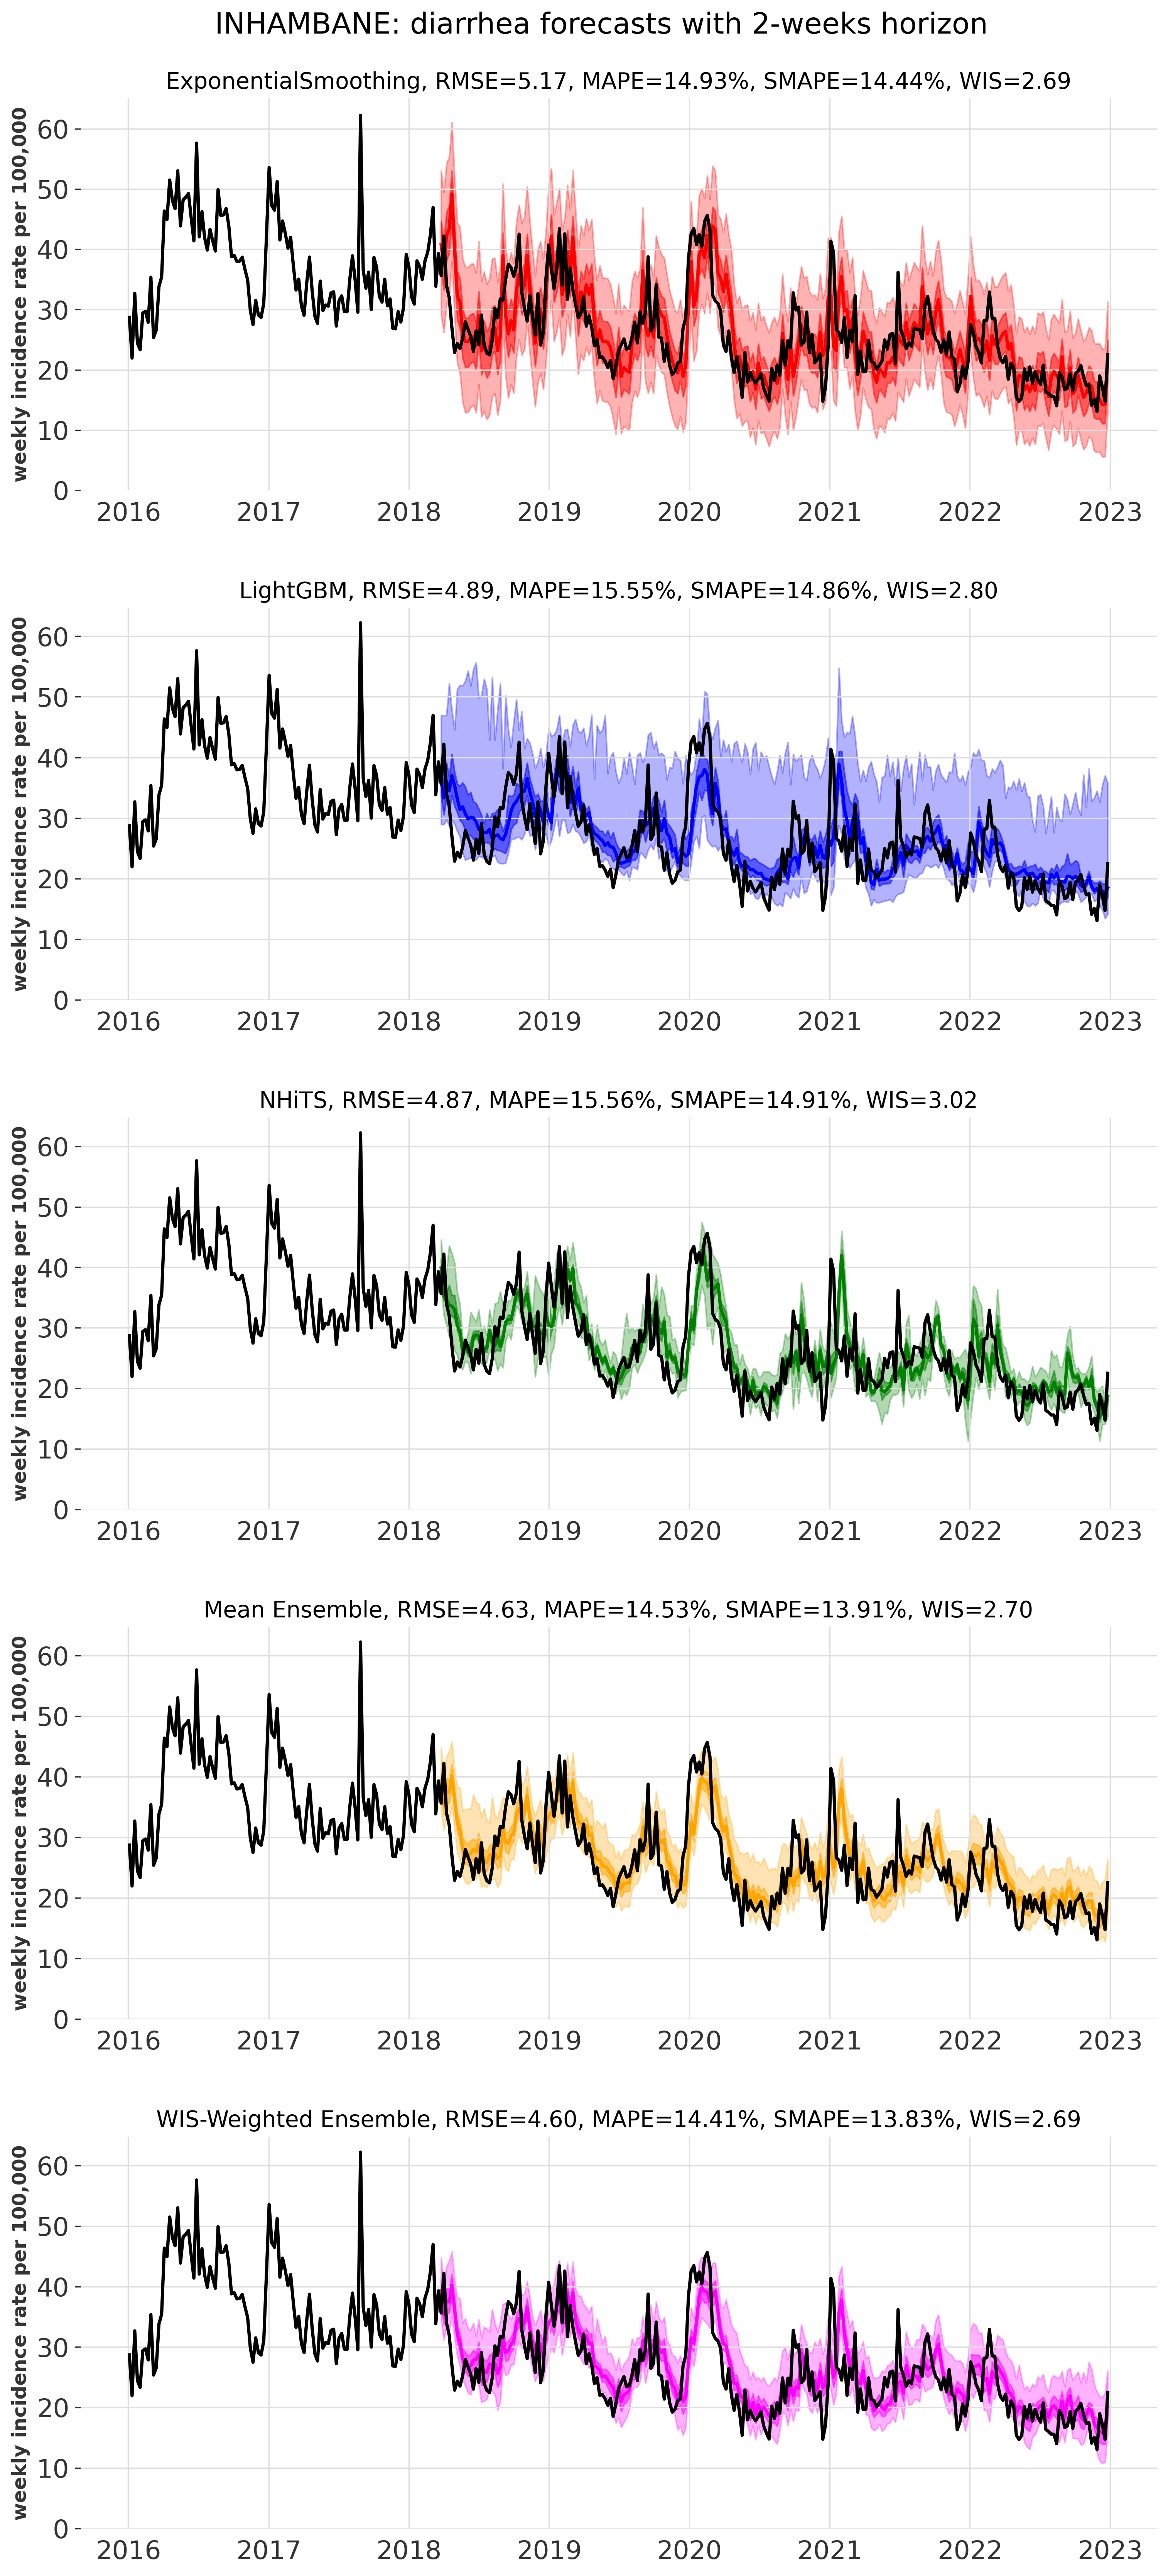 INHAMBANE: diarrhea forecasts with 2-weeks horizon
ExponentialSmoothing, RMSE=5.17, MAPE=14.93%, SMAPE=14.44%, WIS=2.69
weekly incidence rate per 100,000
60
50
40
30
20
10
0
2016 2017 2018 2019 2020 2021 2022 2023
LightGBM, RMSE=4.89, MAPE=15.55%, SMAPE=14.86%, WIS=2.80
weekly incidence rate per 100,000
60
50
40
30
20
10
0
2016 2017 2018 2019 2020 2021 2022 2023
NHiTS, RMSE=4.87, MAPE=15.56%, SMAPE=14.91%, WIS=3.02
weekly incidence rate per 100,000
60
50
40
30
20
10
0
2016 2017 2018 2019 2020 2021 2022 2023
Mean Ensemble, RMSE=4.63, MAPE=14.53%, SMAPE=13.91%, WIS=2.70
weekly incidence rate per 100,000
60
50
40
30
20
10
0
2016 2017 2018 2019 2020 2021 2022 2023
WIS-Weighted Ensemble, RMSE=4.60, MAPE=14.41%, SMAPE=13.83%, WIS=2.69
weekly incidence rate per 100,000
60
50
40
30
20
10
0
2016 2017 2018 2019 2020 2021 2022 2023